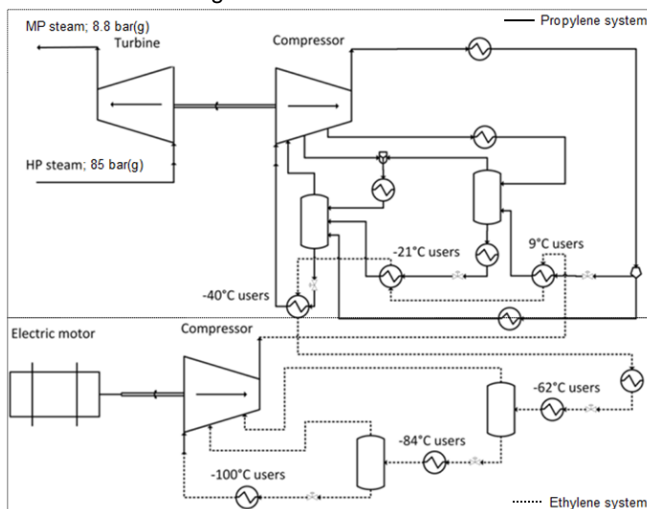 MP steam; 8.8 bar(g)
Propylene system
Turbine
Compressor
HP steam; 85 bar(g)
-21°C users
9°C users
-40°C users
Electric motor
Compressor
-62°C users
-84°C users
-100°C users
Ethylene system